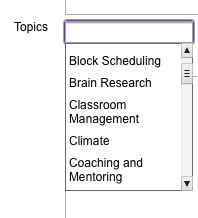 Topics
Block Scheduling
Brain Research
Classroom
Management
Climate
Coaching and
Mentoring